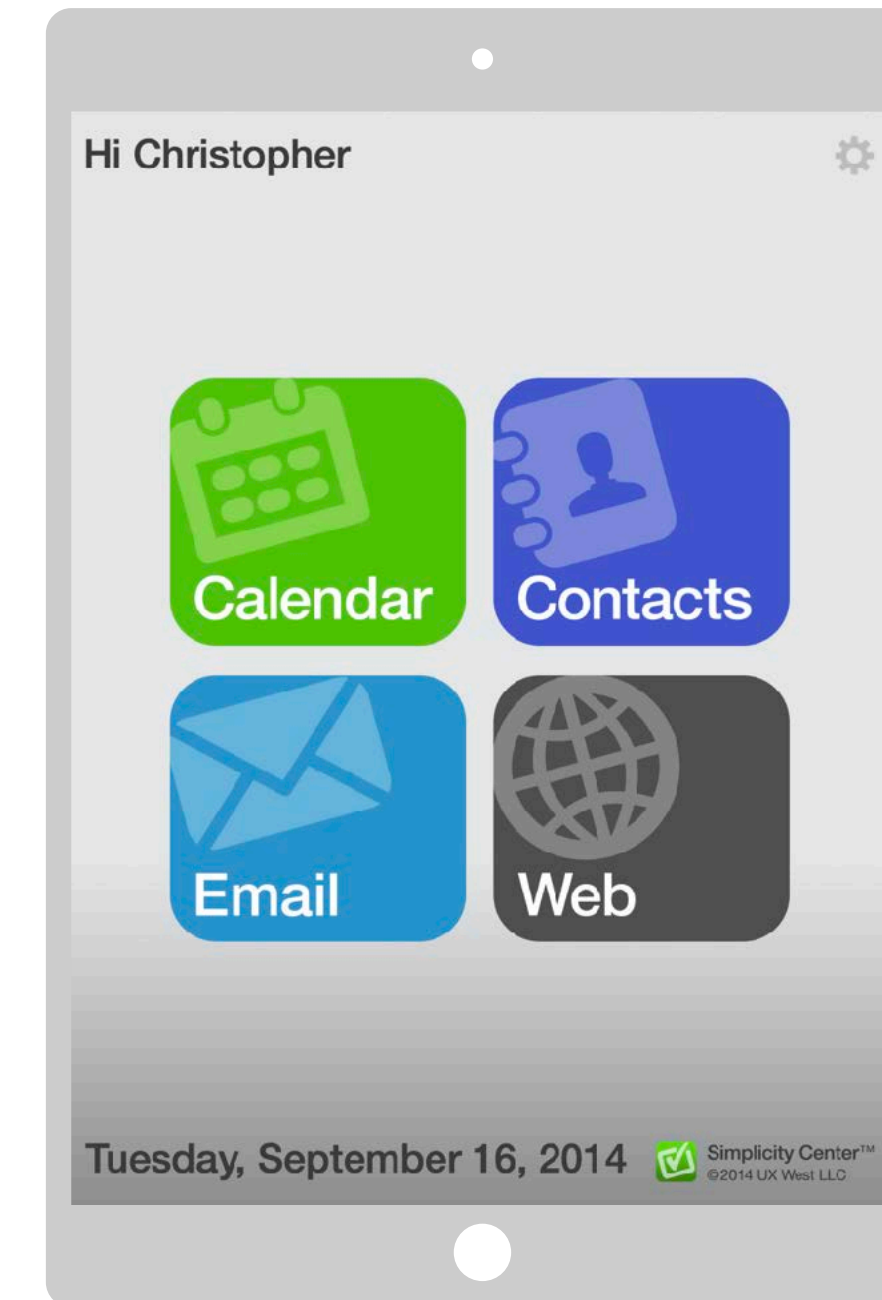 Hi Christopher
Calendar
Contacts
Email
Web
Tuesday, September 16, 2014
Simplicity Center™
©2014 UX West LLC